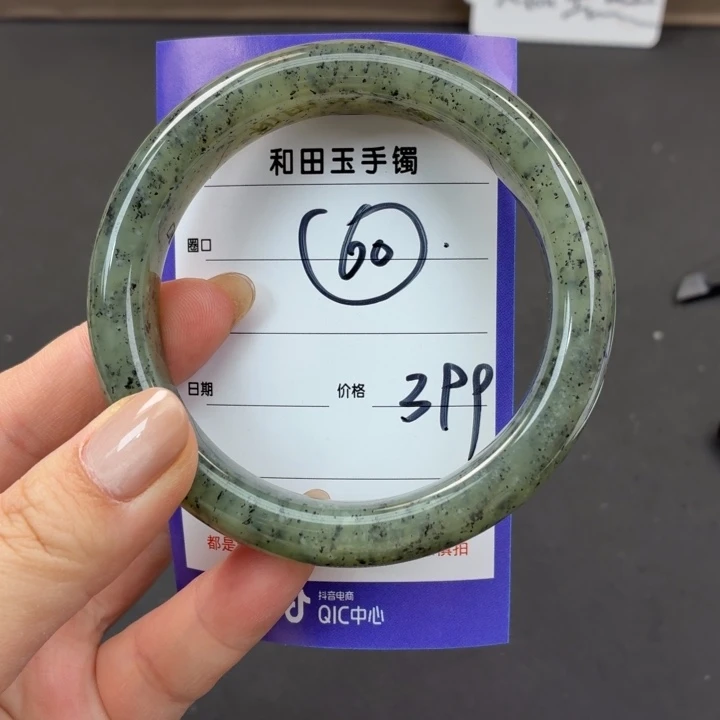 和田玉手镯
圈口 60
日期 价格 399
都是 慎拍
抖音电商
QIC中心